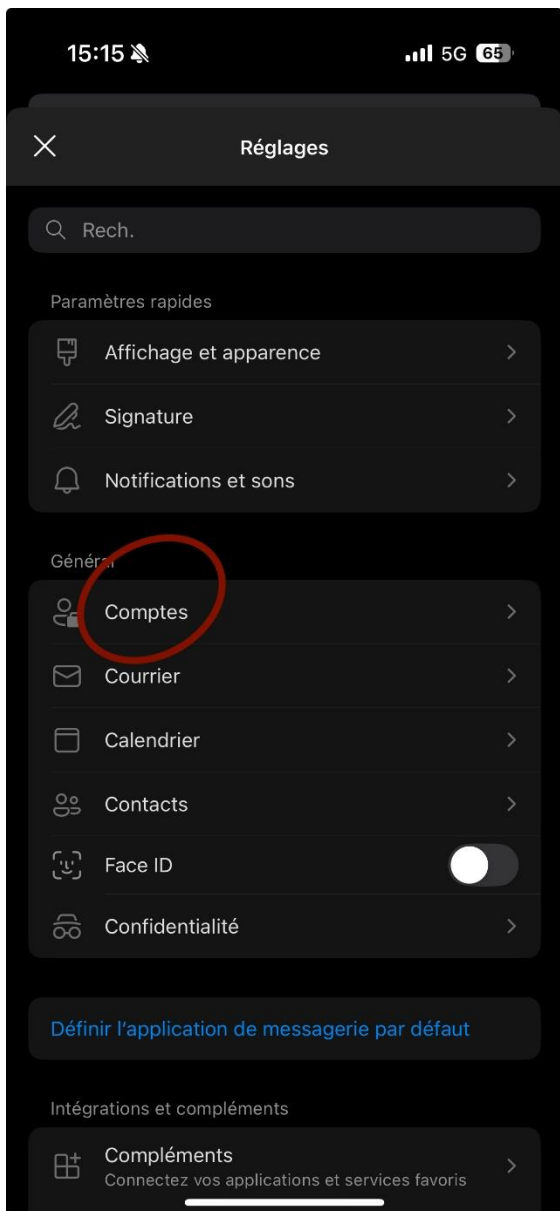 15:15 5G 65
Réglages
Rech.
Paramètres rapides
Affichage et apparence
Signature
Notifications et sons
Général
Comptes
Courrier
Calendrier
Contacts
Face ID
Confidentialité
Définir l’application de messagerie par défaut
Intégrations et compléments
Compléments
Connectez vos applications et services favoris